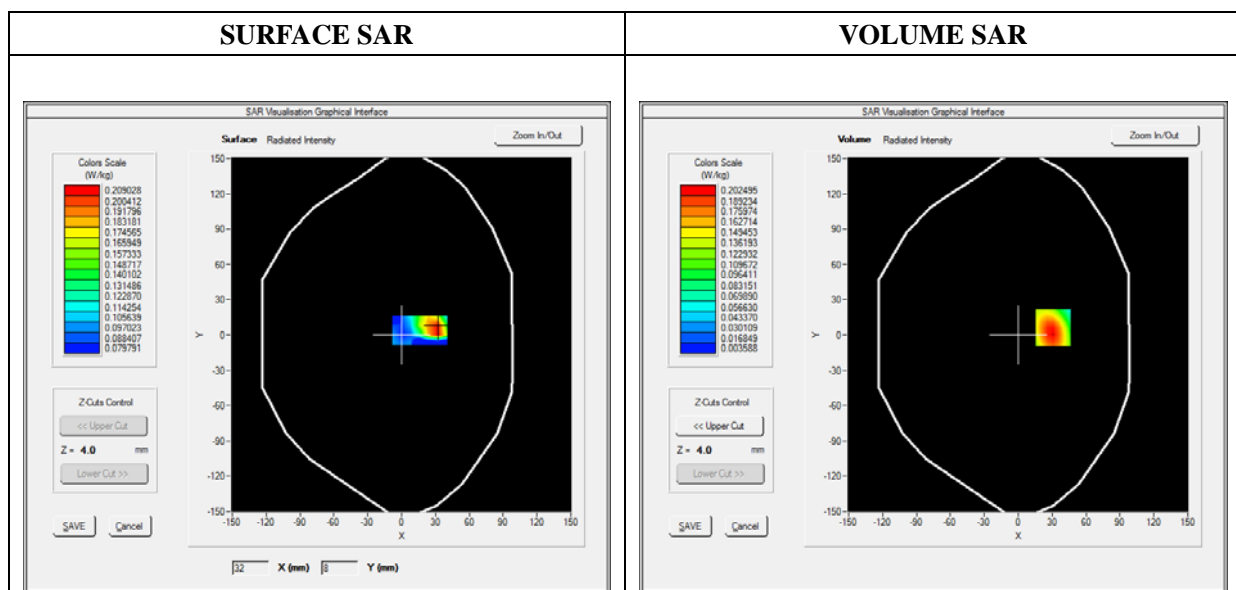 SURFACE SAR
VOLUME SAR
SAR Visualisation Graphical Interface
Surface Radiated Intensity
Zoom In/Out
Colors Scale
(W/kg)
0.209028
0.200412
0.191796
0.183181
0.174565
0.165949
0.157333
0.148717
0.140102
0.131486
0.122870
0.114254
0.105639
0.097023
0.088407
0.079791
Z-Cuts Control
<< Upper Cut
Z = 4.0 mm
Lower Cut >>
SAVE Cancel
150
120
90
60
30
0
-30
-60
-90
-120
-150
Y
-150 -120 -90 -60 -30 0 30 60 90 120 150
X
32 X (mm) 8 Y (mm)
SAR Visualisation Graphical Interface
Volume Radiated Intensity
Zoom In/Out
Colors Scale
(W/kg)
0.202495
0.189234
0.175974
0.162714
0.149453
0.136193
0.122932
0.109672
0.096411
0.083151
0.069890
0.056630
0.043370
0.030109
0.016849
0.003588
Z-Cuts Control
<< Upper Cut
Z = 4.0 mm
Lower Cut >>
SAVE Cancel
150
120
90
60
30
0
-30
-60
-90
-120
-150
Y
-150 -120 -90 -60 -30 0 30 60 90 120 150
X